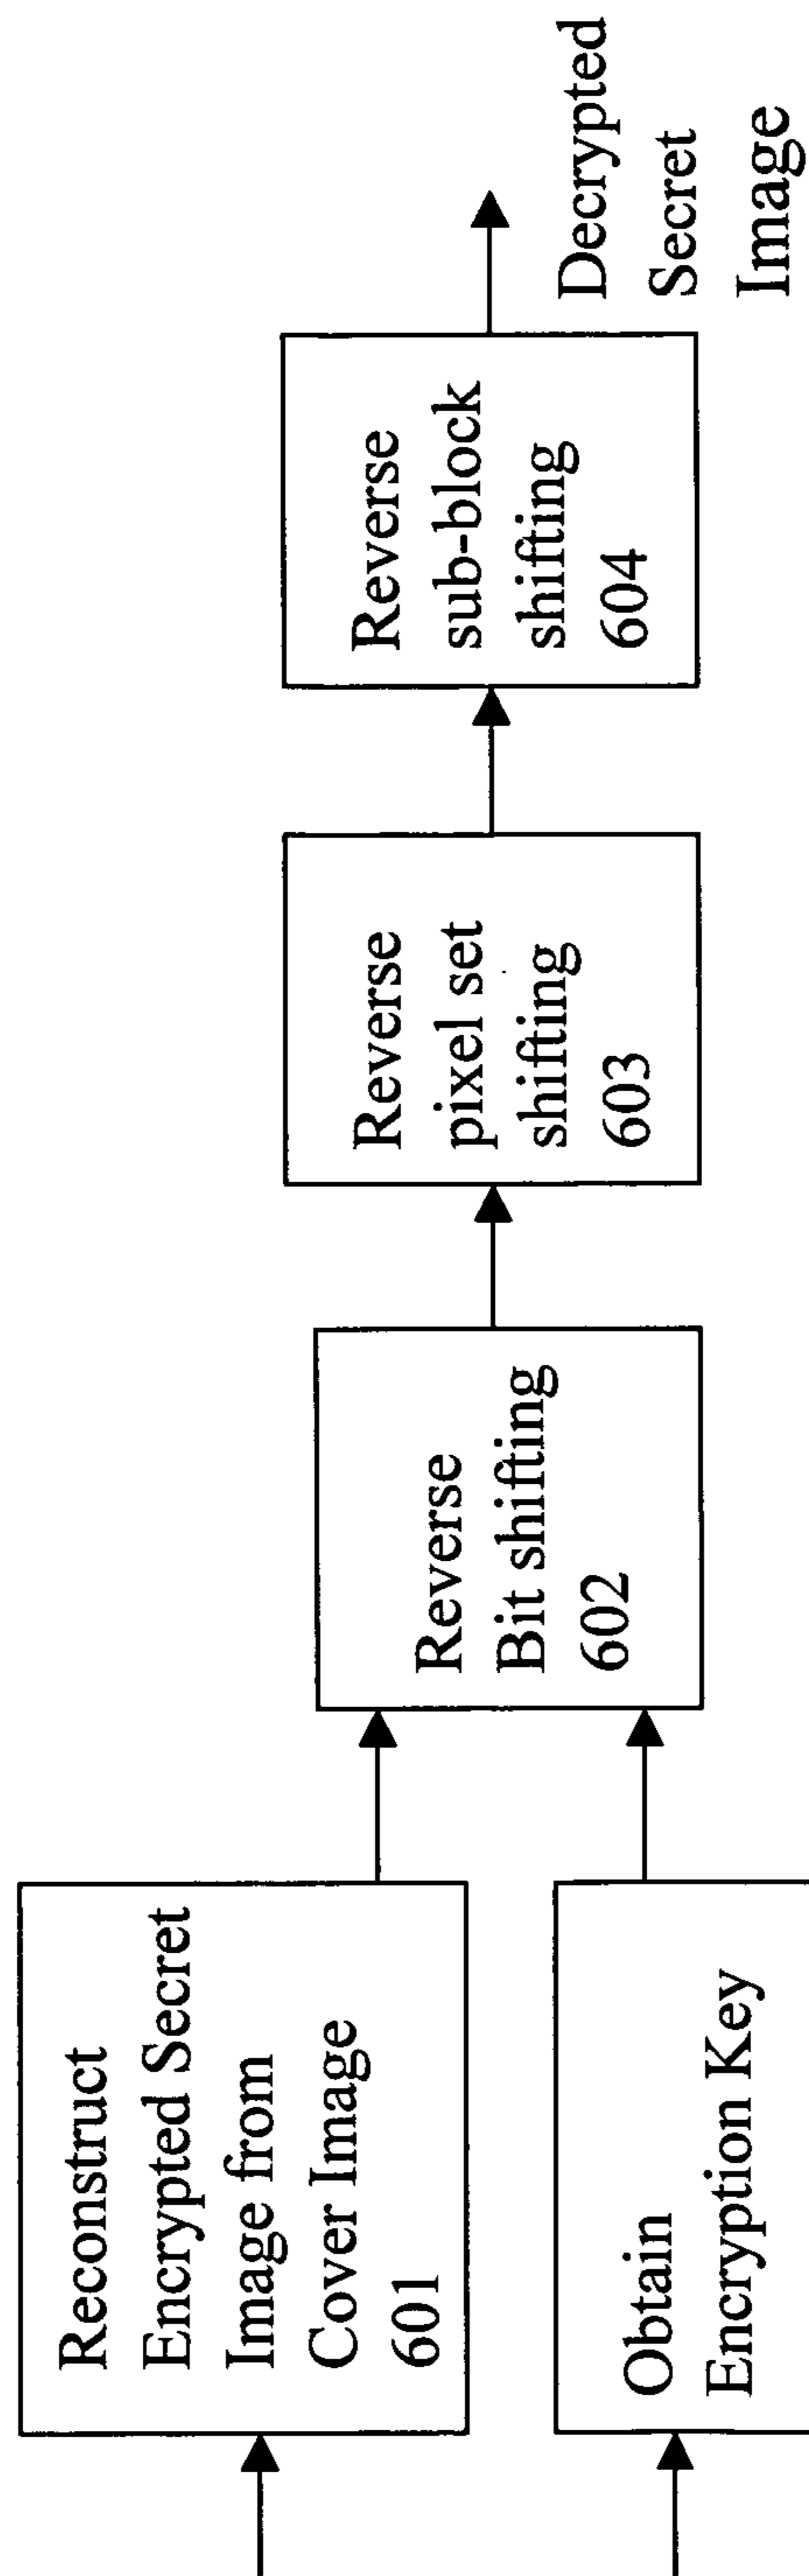 Reconstruct
Encrypted Secret
Image from
Cover Image
601
Obtain
Encryption Key
Reverse
Bit shifting
602
Reverse
pixel set
shifting
603
Reverse
sub-block
shifting
604
Decrypted
Secret
Image